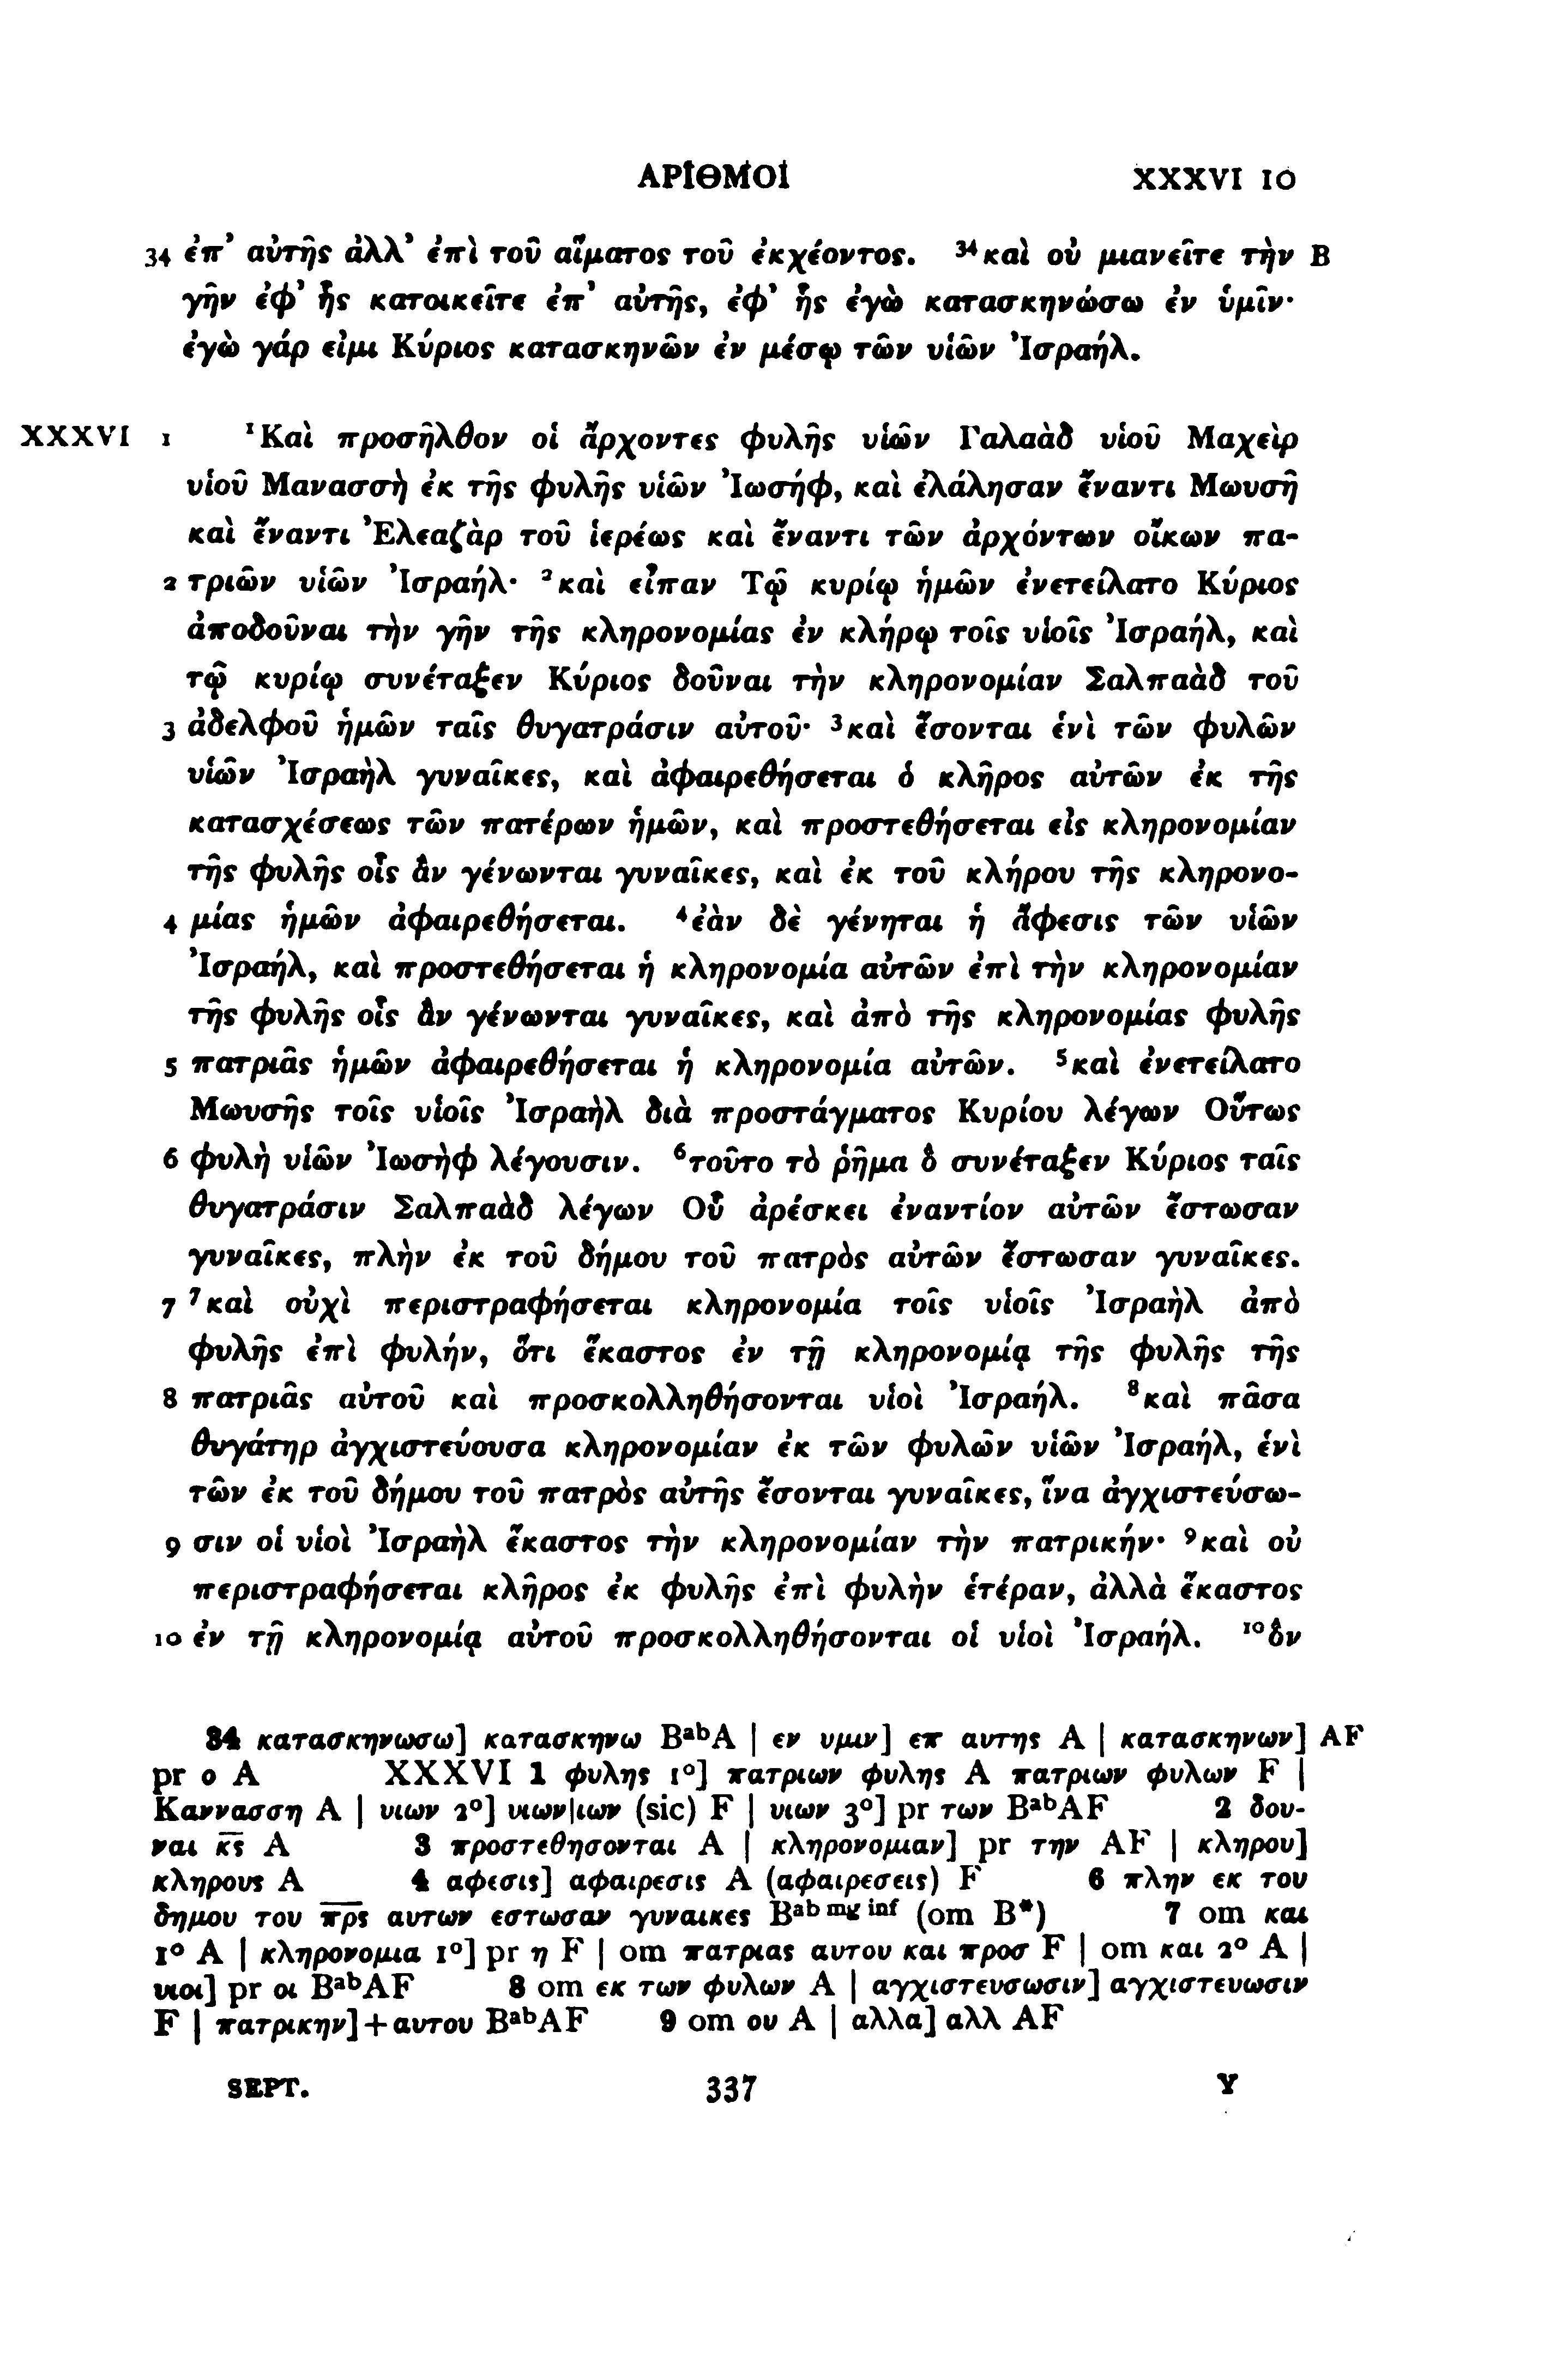 ΑΡΙΘΜΟΙ XXXVI 10
34 ἐπ’ αὐτῆς ἀλλ’ ἐπὶ τοῦ αἵματος τοῦ ἐκχέοντος. ³⁴καὶ οὐ μιανεῖτε τὴν B
γῆν ἐφ’ ἧς κατοικεῖτε ἐπ’ αὐτῆς, ἐφ’ ἧς ἐγὼ κατασκηνώσω ἐν ὑμῖν·
ἐγὼ γάρ εἰμι Κύριος κατασκηνῶν ἐν μέσῳ τῶν υἱῶν Ἰσραήλ.
XXXVI 1 ¹Καὶ προσῆλθον οἱ ἄρχοντες φυλῆς υἱῶν Γαλαὰδ υἱοῦ Μαχεὶρ
υἱοῦ Μανασσὴ ἐκ τῆς φυλῆς υἱῶν Ἰωσήφ, καὶ ἐλάλησαν ἔναντι Μωυσῆ
καὶ ἔναντι Ἐλεαζὰρ τοῦ ἱερέως καὶ ἔναντι τῶν ἀρχόντων οἴκων πα-
2 τριῶν υἱῶν Ἰσραήλ· ²καὶ εἶπαν Τῷ κυρίῳ ἡμῶν ἐνετείλατο Κύριος
ἀποδοῦναι τὴν γῆν τῆς κληρονομίας ἐν κλήρῳ τοῖς υἱοῖς Ἰσραήλ, καὶ
τῷ κυρίῳ συνέταξεν Κύριος δοῦναι τὴν κληρονομίαν Σαλπαὰδ τοῦ
3 ἀδελφοῦ ἡμῶν ταῖς θυγατράσιν αὐτοῦ· ³καὶ ἔσονται ἑνὶ τῶν φυλῶν
υἱῶν Ἰσραὴλ γυναῖκες, καὶ ἀφαιρεθήσεται ὁ κλῆρος αὐτῶν ἐκ τῆς
κατασχέσεως τῶν πατέρων ἡμῶν, καὶ προστεθήσεται εἰς κληρονομίαν
τῆς φυλῆς οἷς ἂν γένωνται γυναῖκες, καὶ ἐκ τοῦ κλήρου τῆς κληρονο-
4 μίας ἡμῶν ἀφαιρεθήσεται. ⁴ἐὰν δὲ γένηται ἡ ἄφεσις τῶν υἱῶν
Ἰσραήλ, καὶ προστεθήσεται ἡ κληρονομία αὐτῶν ἐπὶ τὴν κληρονομίαν
τῆς φυλῆς οἷς ἂν γένωνται γυναῖκες, καὶ ἀπὸ τῆς κληρονομίας φυλῆς
5 πατριᾶς ἡμῶν ἀφαιρεθήσεται ἡ κληρονομία αὐτῶν. ⁵καὶ ἐνετείλατο
Μωυσῆς τοῖς υἱοῖς Ἰσραὴλ διὰ προστάγματος Κυρίου λέγων Οὕτως
6 φυλὴ υἱῶν Ἰωσὴφ λέγουσιν. ⁶τοῦτο τὸ ῥῆμα ὃ συνέταξεν Κύριος ταῖς
θυγατράσιν Σαλπαὰδ λέγων Οὗ ἀρέσκει ἐναντίον αὐτῶν ἔστωσαν
γυναῖκες, πλὴν ἐκ τοῦ δήμου τοῦ πατρὸς αὐτῶν ἔστωσαν γυναῖκες.
7 ⁷καὶ οὐχὶ περιστραφήσεται κληρονομία τοῖς υἱοῖς Ἰσραὴλ ἀπὸ
φυλῆς ἐπὶ φυλήν, ὅτι ἕκαστος ἐν τῇ κληρονομίᾳ τῆς φυλῆς τῆς
8 πατριᾶς αὐτοῦ καὶ προσκολληθήσονται υἱοὶ Ἰσραήλ. ⁸καὶ πᾶσα
θυγάτηρ ἀγχιστεύουσα κληρονομίαν ἐκ τῶν φυλῶν υἱῶν Ἰσραήλ, ἑνὶ
τῶν ἐκ τοῦ δήμου τοῦ πατρὸς αὐτῆς ἔσονται γυναῖκες, ἵνα ἀγχιστεύσω-
9 σιν οἱ υἱοὶ Ἰσραὴλ ἕκαστος τὴν κληρονομίαν τὴν πατρικήν· ⁹καὶ οὐ
περιστραφήσεται κλῆρος ἐκ φυλῆς ἐπὶ φυλὴν ἑτέραν, ἀλλὰ ἕκαστος
10 ἐν τῇ κληρονομίᾳ αὐτοῦ προσκολληθήσονται οἱ υἱοὶ Ἰσραήλ. ¹⁰ὃν
34 κατασκηνωσω] κατασκηνω BᵃᵇA | εν υμιν] επ αυτης A | κατασκηνων] AF
pr ο A XXXVI 1 φυλης 1º] πατριων φυλης A πατριων φυλων F |
Καννασση A | υιων 2º] υιων|ιων (sic) F | υιων 3º] pr των BᵃᵇAF 2 δου-
ναι κ̅ς̅ A 3 προστεθησονται A | κληρονομιαν] pr την AF | κληρου]
κληρους A 4 αφεσις] αφαιρεσις A (αφαιρεσεις) F 6 πλην εκ του
δημου του π̅ρ̅ς̅ αυτων εστωσαν γυναικες Bᵃᵇ ᵐᵍ ⁱⁿᶠ (om B*) 7 om και
1º A | κληρονομια 1º] pr η F | om πατριας αυτου και προσ F | om και 2º A |
υιοι] pr οι BᵃᵇAF 8 om εκ των φυλων A | αγχιστευσωσιν] αγχιστευωσιν
F | πατρικην]+αυτου BᵃᵇAF 9 om ου A | αλλα] αλλ AF
SEPT. 337 Y